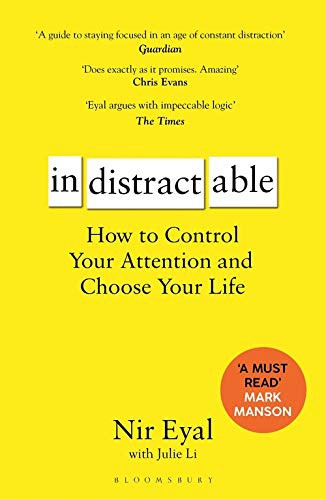 ‘A guide to staying focused in an age of constant distraction’
Guardian
‘Does exactly as it promises. Amazing’
Chris Evans
‘Eyal argues with impeccable logic’
The Times
in distract able
How to Control
Your Attention and
Choose Your Life
‘A MUST
READ’
MARK
MANSON
Nir Eyal
with Julie Li
BLOOMSBURY